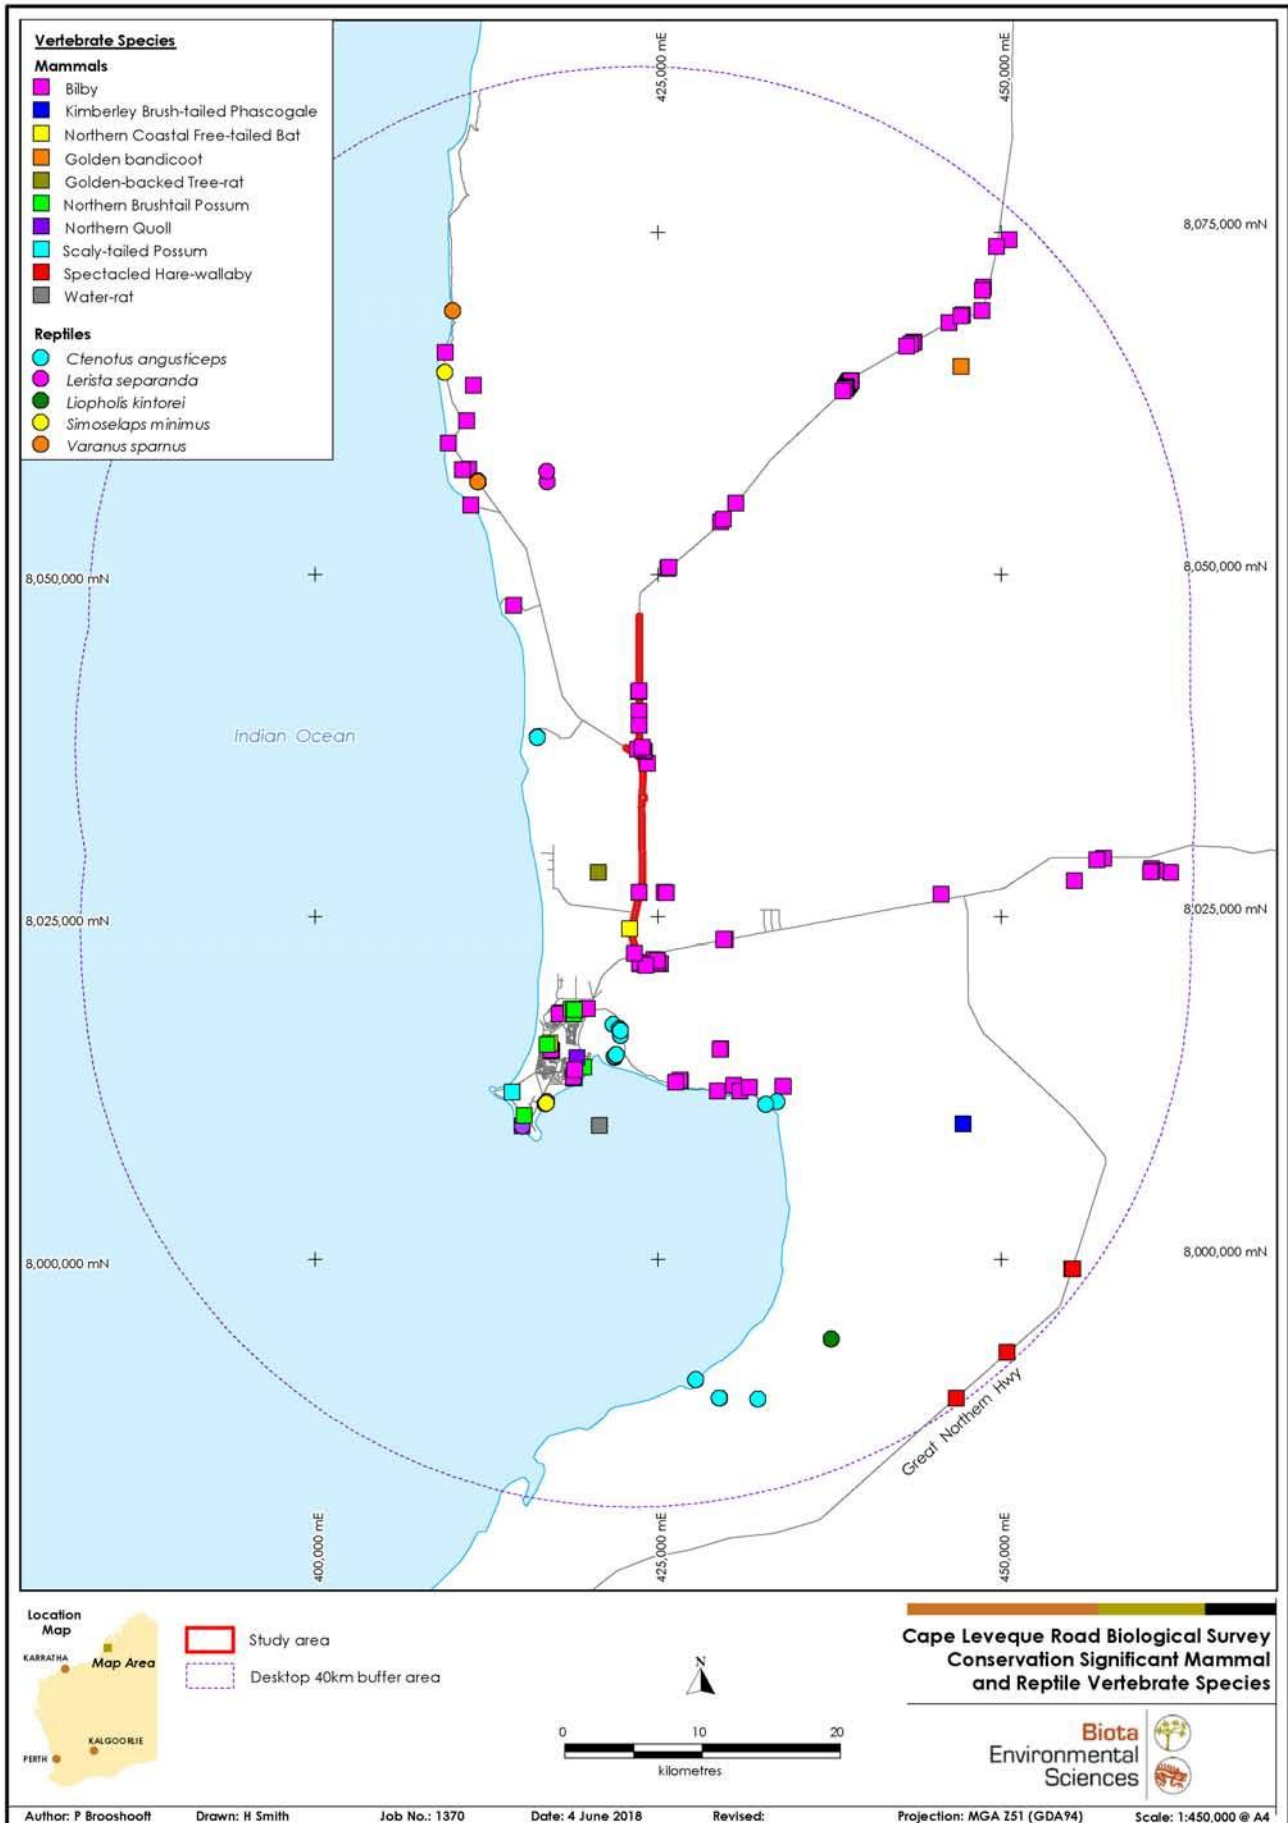 Vertebrate Species
Mammals
Bilby
Kimberley Brush-tailed Phascogale
Northern Coastal Free-tailed Bat
Golden bandicoot
Golden-backed Tree-rat
Northern Brushtail Possum
Northern Quoll
Scaly-tailed Possum
Spectacled Hare-wallaby
Water-rat
Reptiles
Ctenotus angusticeps
Lerista separanda
Liopholis kintorei
Simoselaps minimus
Varanus sparnus
425,000 mE
450,000 mE
8,075,000 mN
8,050,000 mN
8,050,000 mN
Indian Ocean
8,025,000 mN
8,025,000 mN
8,000,000 mN
8,000,000 mN
Great Northern Hwy
400,000 mE
425,000 mE
450,000 mE
Location
Map
KARRATHA
Map Area
KALGOORLIE
PERTH
Study area
Desktop 40km buffer area
N
0 10 20
kilometres
Cape Leveque Road Biological Survey
Conservation Significant Mammal
and Reptile Vertebrate Species
Biota
Environmental
Sciences
Author: P Brooshooft Drawn: H Smith Job No.: 1370 Date: 4 June 2018 Revised: Projection: MGA Z51 (GDA94) Scale: 1:450,000 @ A4